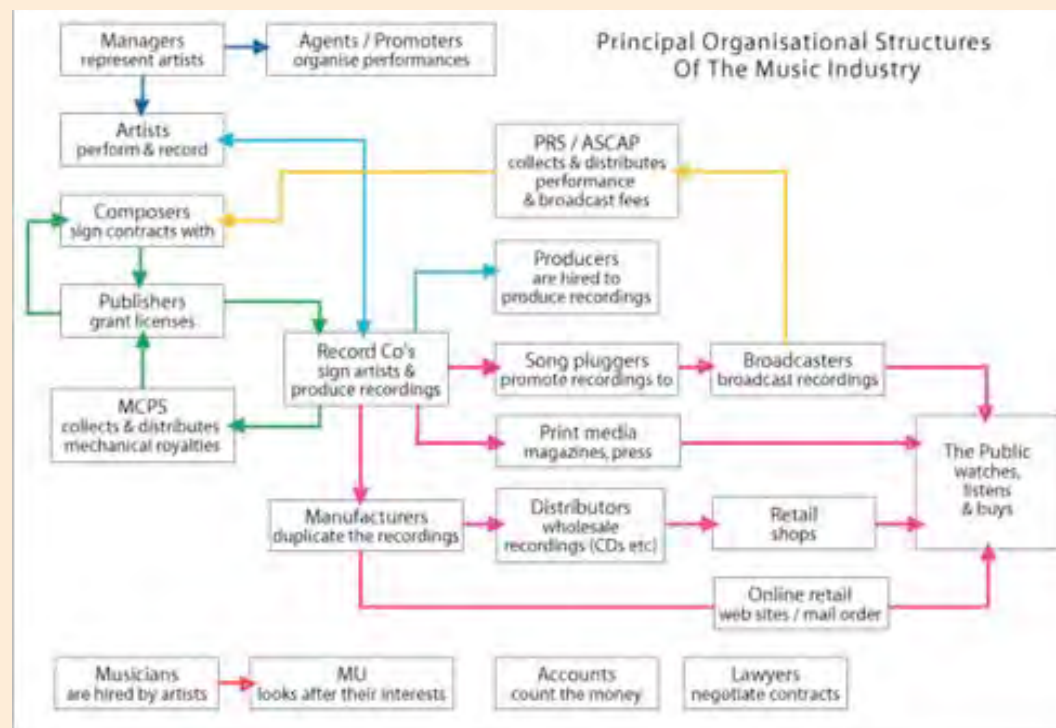 Principal Organisational Structures
Of The Music Industry
Managers
represent artists
Agents / Promoters
organise performances
Artists
perform & record
PRS / ASCAP
collects & distributes
performance
& broadcast fees
Composers
sign contracts with
Producers
are hired to
produce recordings
Publishers
grant licenses
Record Co's
sign artists &
produce recordings
Song pluggers
promote recordings to
Broadcasters
broadcast recordings
MCPS
collects & distributes
mechanical royalties
Print media
magazines, press
The Public
watches,
listens
& buys
Manufacturers
duplicate the recordings
Distributors
wholesale
recordings (CDs etc)
Retail
shops
Online retail
web sites / mail order
Musicians
are hired by artists
MU
looks after their interests
Accounts
count the money
Lawyers
negotiate contracts